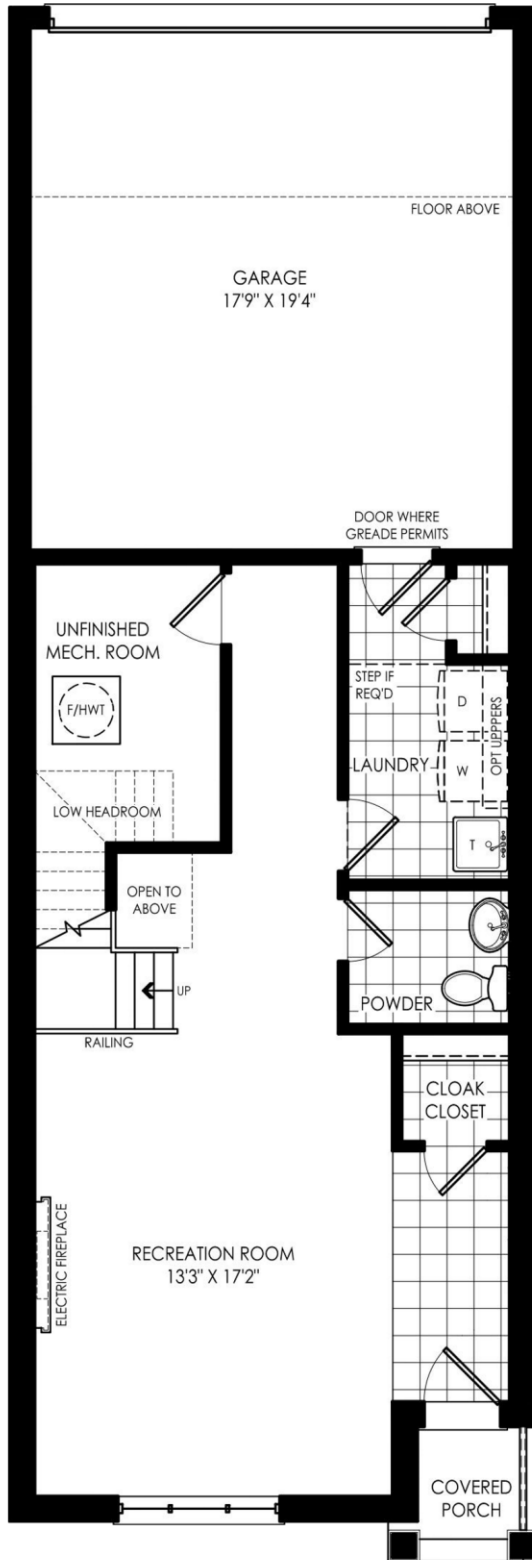 FLOOR ABOVE
GARAGE
17'9" X 19'4"
DOOR WHERE
GREADE PERMITS
UNFINISHED
MECH. ROOM
F/HWT
STEP IF
REQ'D
D
OPT UPPPERS
LAUNDRY
W
LOW HEADROOM
T
OPEN TO
ABOVE
UP
POWDER
RAILING
CLOAK
CLOSET
ELECTRIC FIREPLACE
RECREATION ROOM
13'3" X 17'2"
COVERED
PORCH